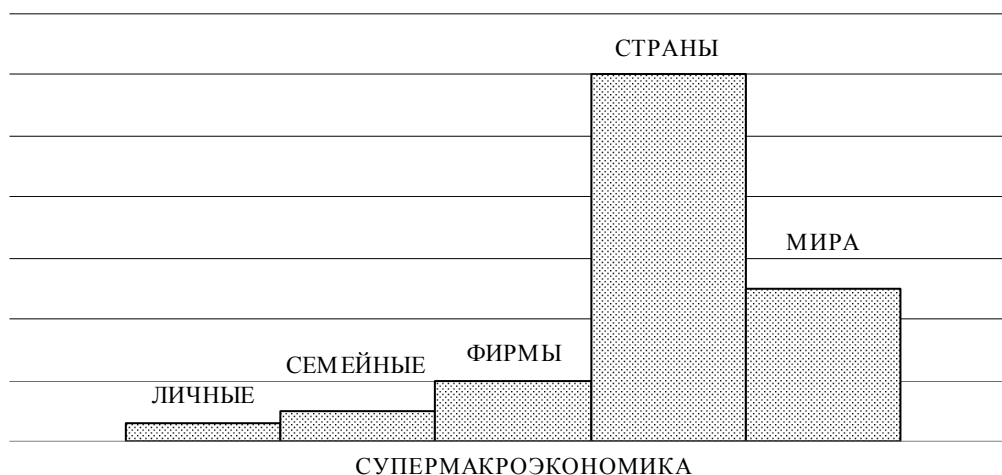 СТРАНЫ
МИРА
ФИРМЫ
СЕМЕЙНЫЕ
ЛИЧНЫЕ
СУПЕРМАКРОЭКОНОМИКА